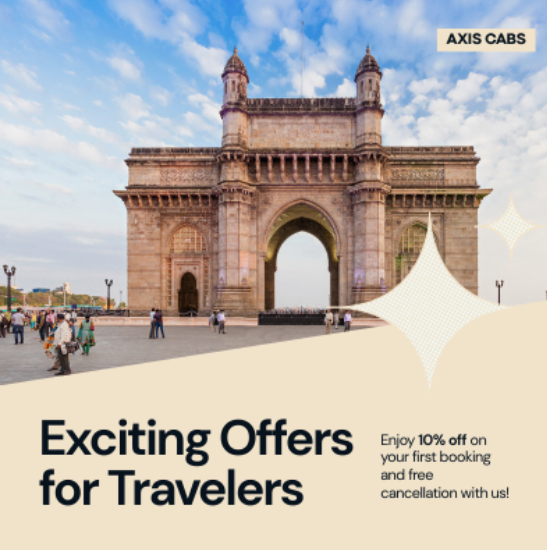 AXIS CABS
Exciting Offers
for Travelers
Enjoy 10% off on
your first booking
and free
cancellation with us!